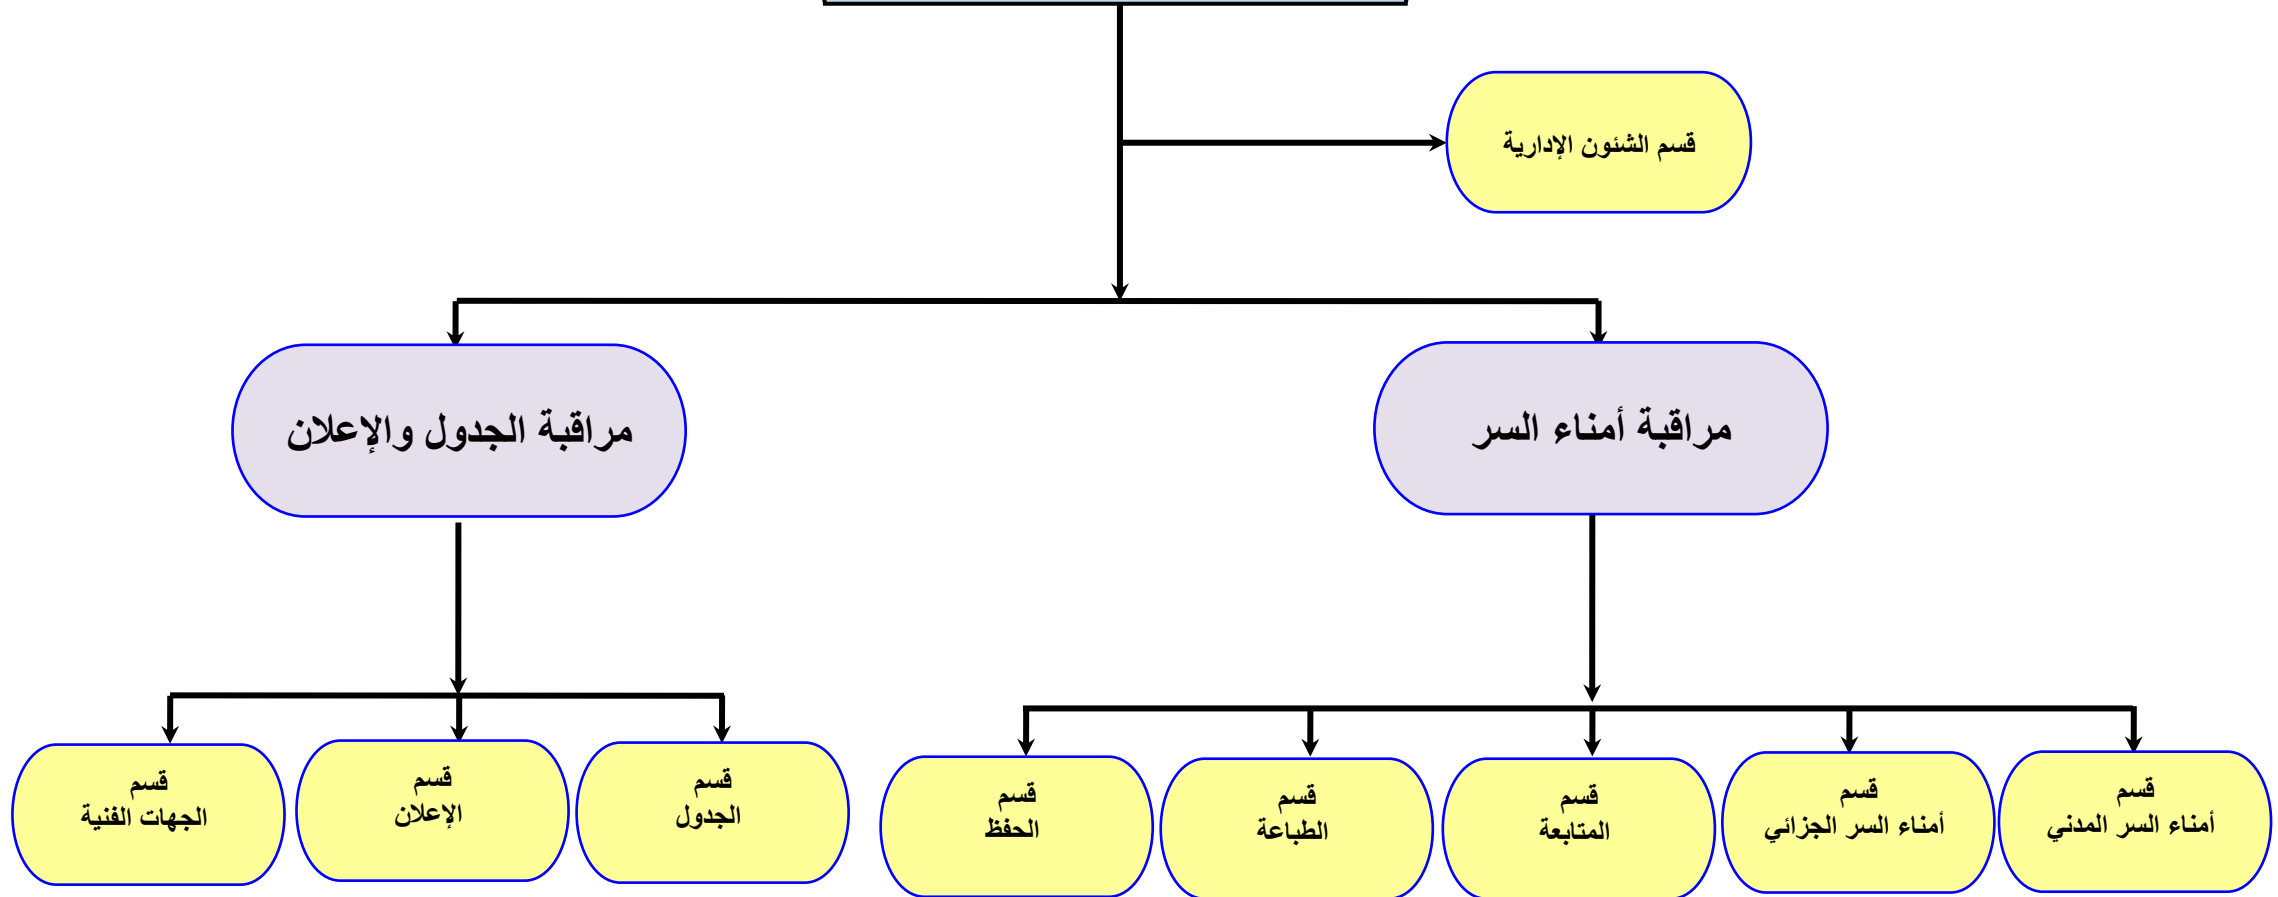 قسم الشئون الإدارية
مراقبة أمناء السر
مراقبة الجدول والإعلان
قسم
أمناء السر المدني
قسم
أمناء السر الجزائي
قسم
المتابعة
قسم
الطباعة
قسم
الحفظ
قسم
الجدول
قسم
الإعلان
قسم
الجهات الفنية